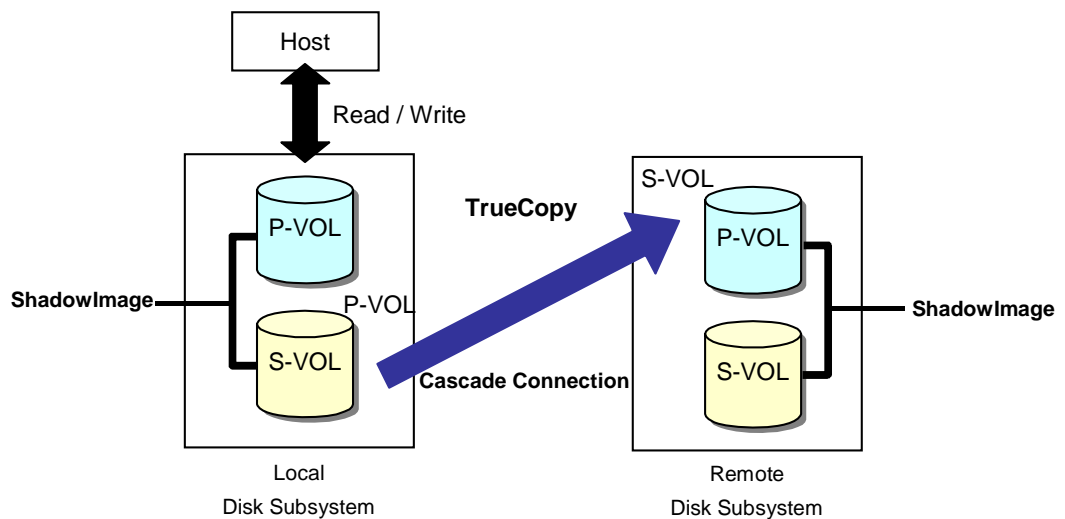 Host
Read / Write
P-VOL
ShadowImage
P-VOL
S-VOL
TrueCopy
Cascade Connection
S-VOL
P-VOL
ShadowImage
S-VOL
Local
Disk Subsystem
Remote
Disk Subsystem